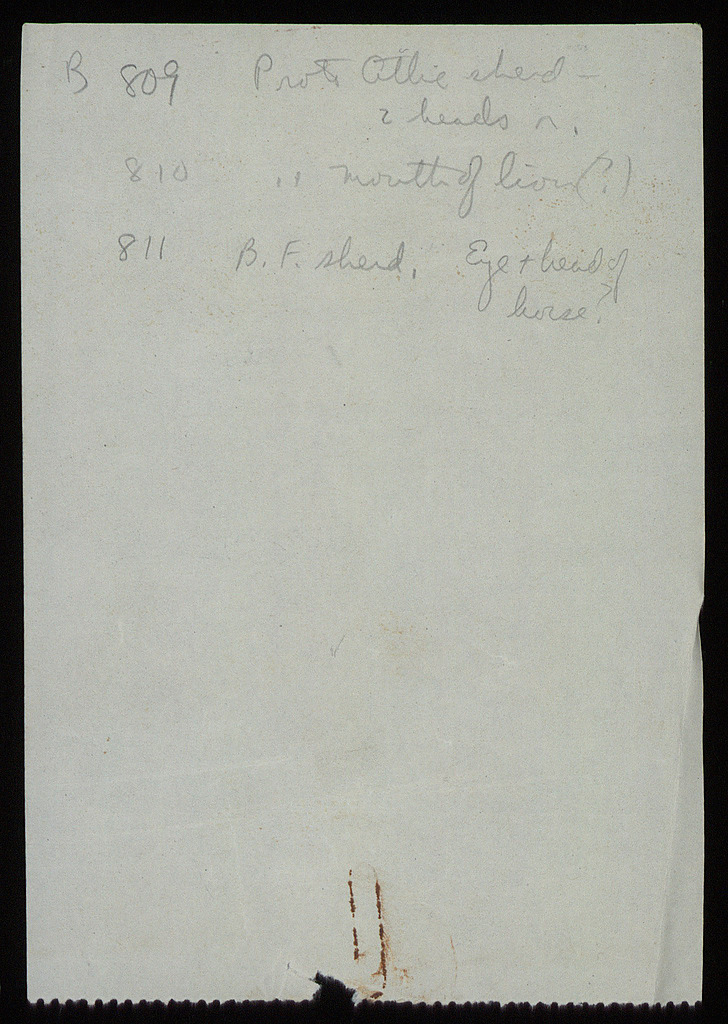 B 809 Proto Attic sherd —
2 heads r.
810 " mouth of lion (?)
811 B. F. sherd. Eye + head of
horse?